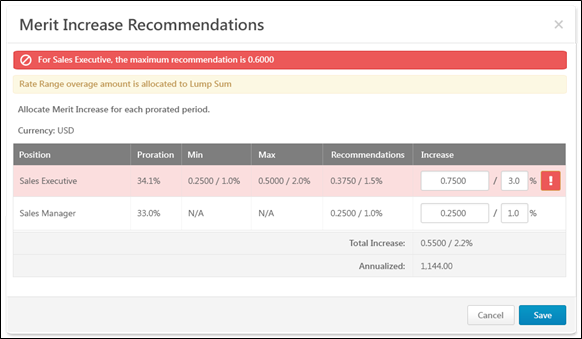 Merit Increase Recommendations ×
For Sales Executive, the maximum recommendation is 0.6000
Rate Range overage amount is allocated to Lump Sum
Allocate Merit Increase for each prorated period.
Currency: USD
Position Proration Min Max Recommendations Increase
Sales Executive 34.1% 0.2500 / 1.0% 0.5000 / 2.0% 0.3750 / 1.5% 0.7500 / 3.0 % !
Sales Manager 33.0% N/A N/A 0.2500 / 1.0% 0.2500 / 1.0 %
Total Increase: 0.5500 / 2.2%
Annualized: 1,144.00
Cancel Save